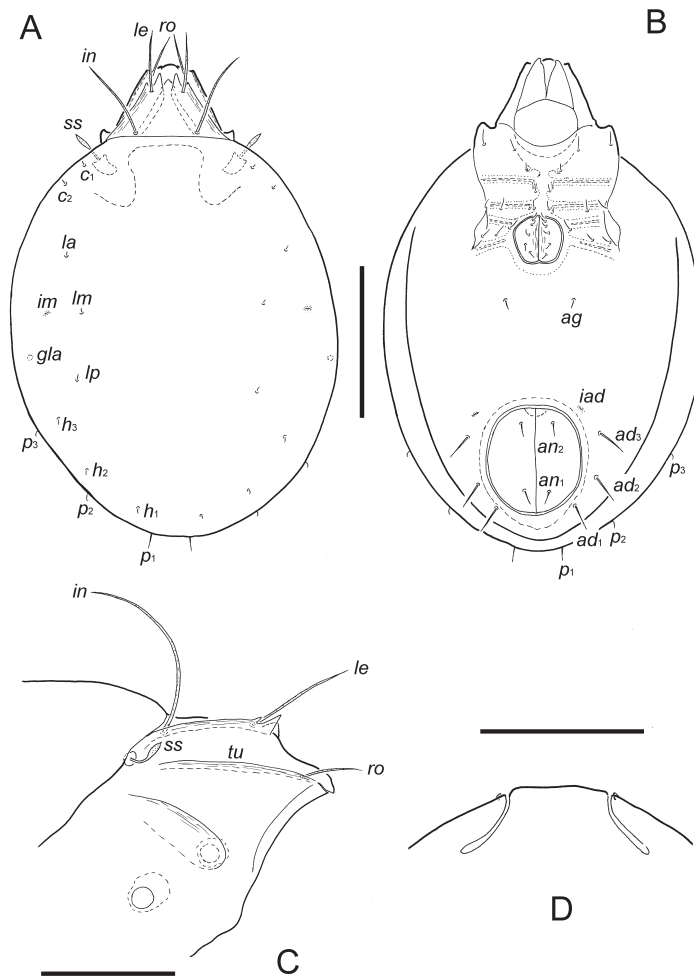 A
le ro
in
ss
c1
c2
la
im lm
gla
lp
h3
p3
h2
p2
h1
p1
B
ag
iad
ad3
an2
p3
an1
ad2
ad1
p2
p1
in
le
ss
tu
ro
C
D